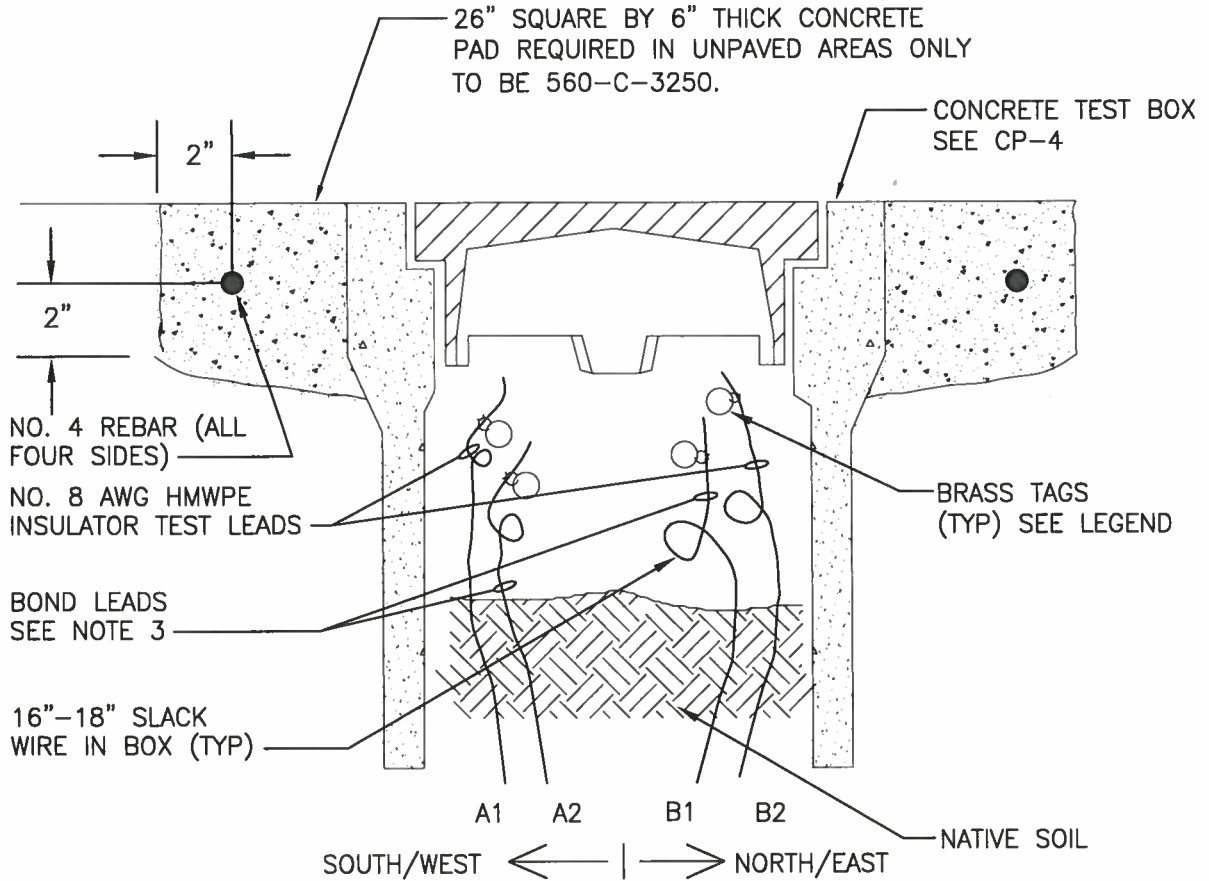 26” SQUARE BY 6” THICK CONCRETE
PAD REQUIRED IN UNPAVED AREAS ONLY
TO BE 560-C-3250.
CONCRETE TEST BOX
SEE CP-4
2”
2”
NO. 4 REBAR (ALL
FOUR SIDES)
NO. 8 AWG HMWPE
INSULATOR TEST LEADS
BRASS TAGS
(TYP) SEE LEGEND
BOND LEADS
SEE NOTE 3
16”-18” SLACK
WIRE IN BOX (TYP)
A1 A2 B1 B2
NATIVE SOIL
SOUTH/WEST NORTH/EAST